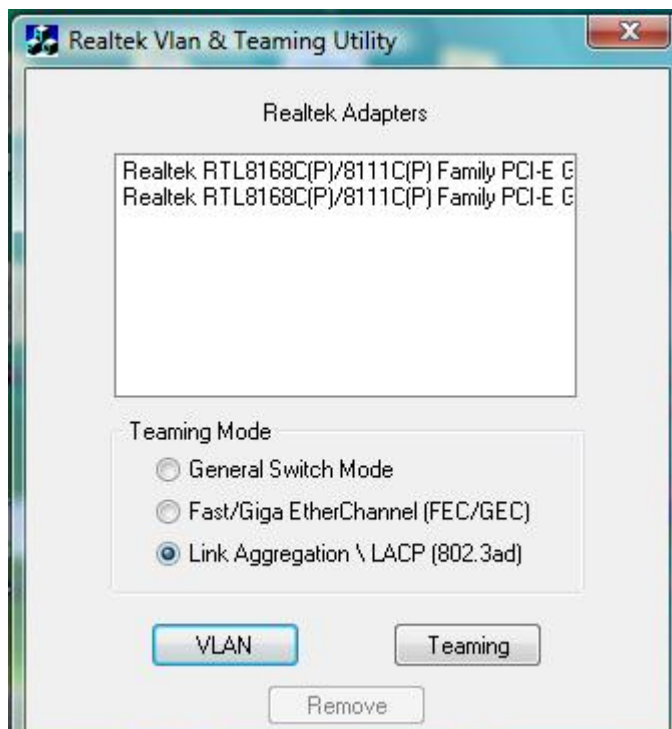 Realtek Vlan & Teaming Utility
Realtek Adapters
Realtek RTL8168C(P)/8111C(P) Family PCI-E G
Realtek RTL8168C(P)/8111C(P) Family PCI-E G
Teaming Mode
General Switch Mode
Fast/Giga EtherChannel (FEC/GEC)
Link Aggregation \ LACP (802.3ad)
VLAN
Teaming
Remove